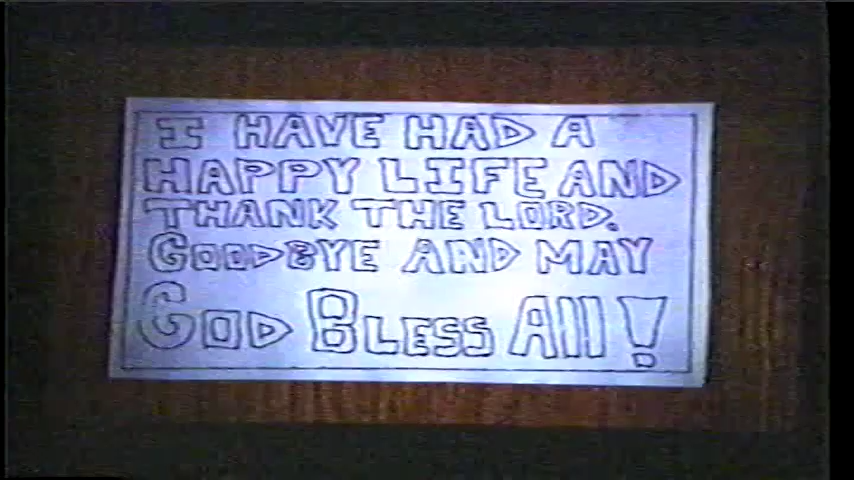 I HAVE HAD A
HAPPY LIFE AND
THANK THE LORD.
GOODBYE AND MAY
GOD BLESS All!